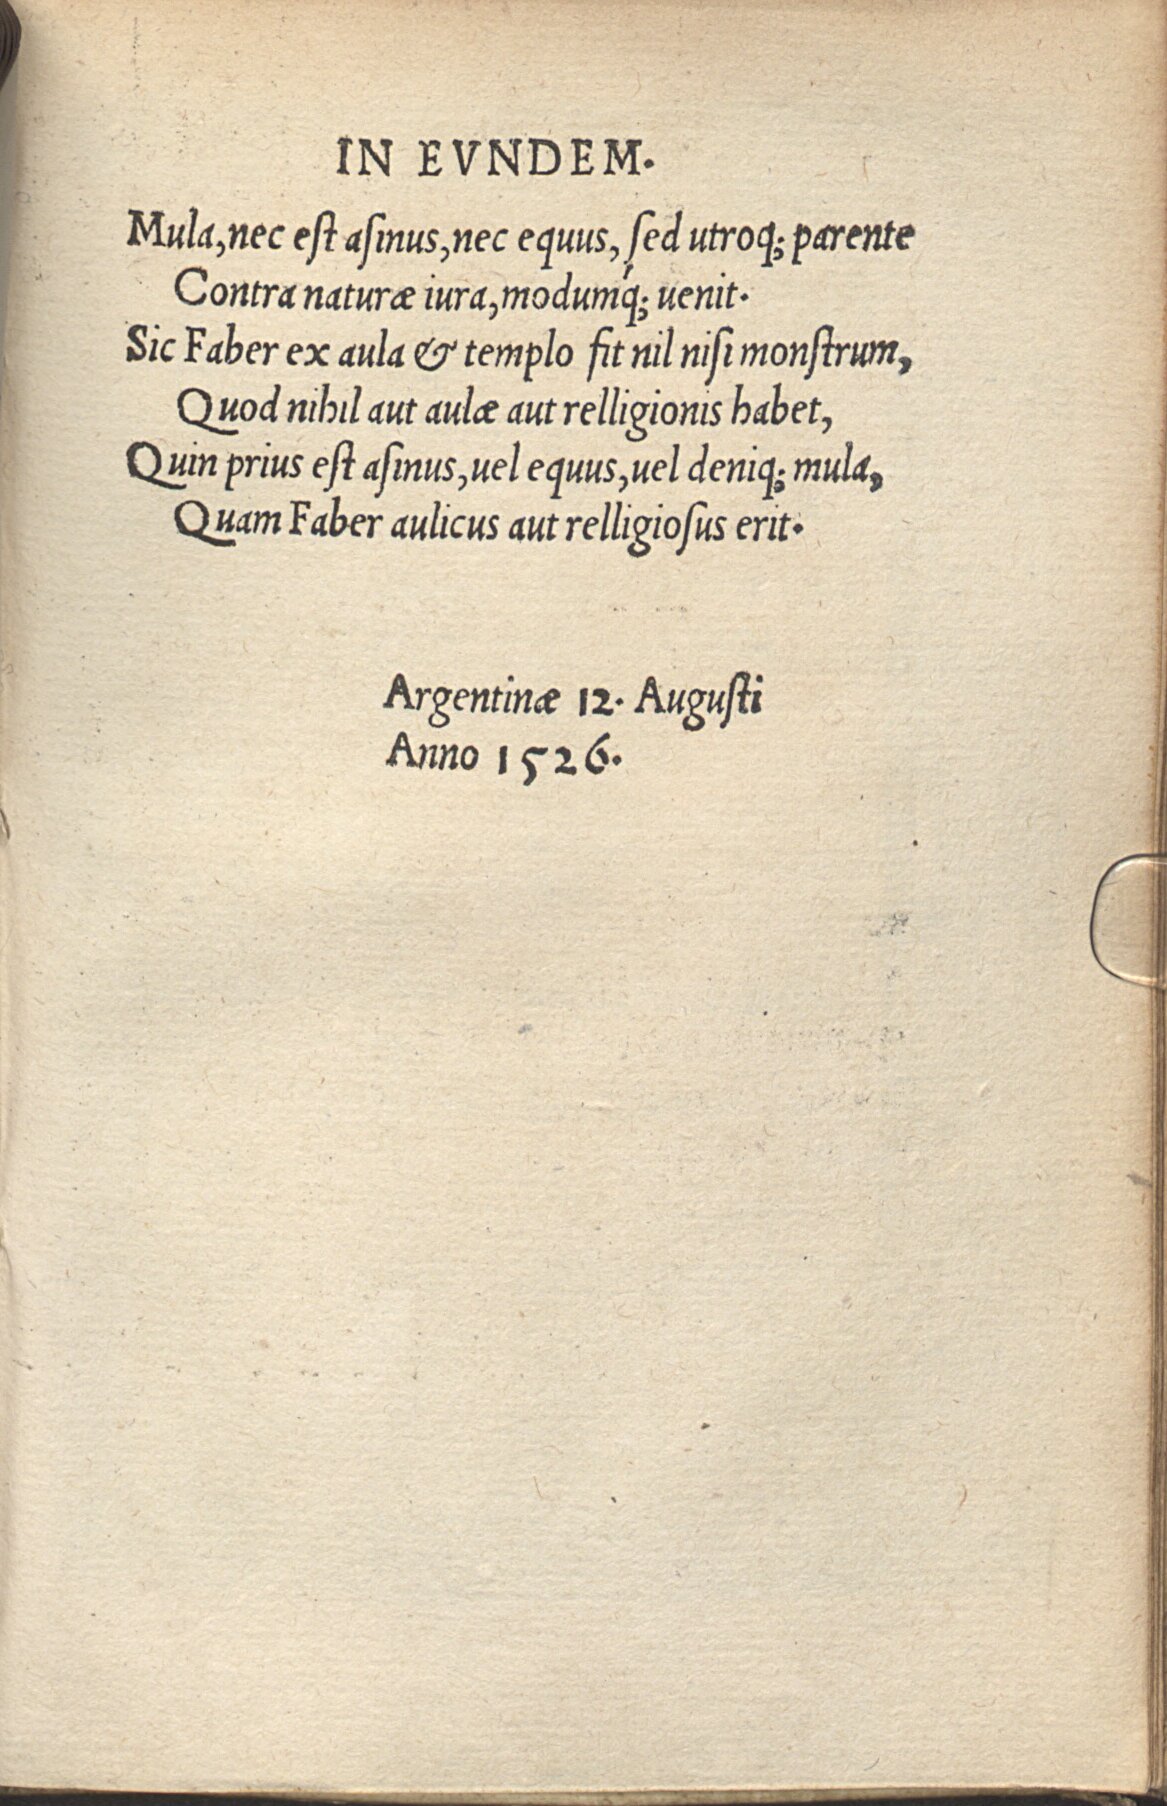 IN EVNDEM.
Mula, nec eſt aſinus, nec equus, ſed utroq; parente
Contra naturæ iura, modumq́; uenit.
Sic Faber ex aula & templo fit nil niſi monſtrum,
Quod nihil aut aulæ aut relligionis habet,
Quin prius eſt aſinus, uel equus, uel deniq; mula,
Quam Faber aulicus aut relligioſus erit.
Argentinæ 12. Auguſti
Anno 1526.